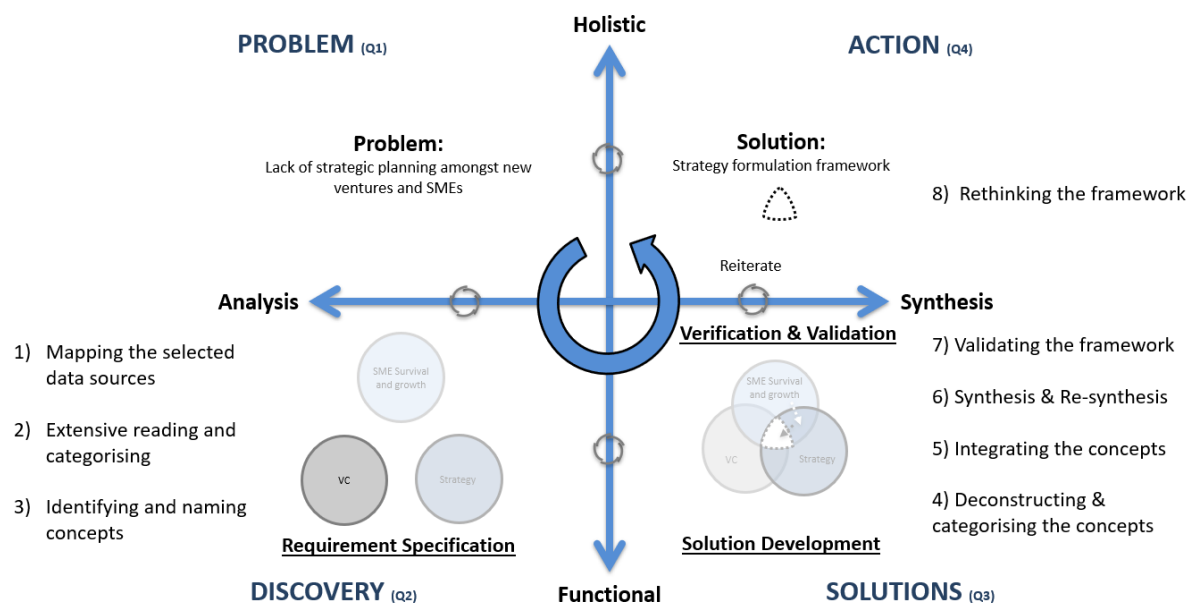 Holistic
PROBLEM (Q1)
ACTION (Q4)
Problem:
Lack of strategic planning amongst new
ventures and SMEs
Solution:
Strategy formulation framework
8) Rethinking the framework
Reiterate
Analysis
Synthesis
1) Mapping the selected
data sources
2) Extensive reading and
categorising
3) Identifying and naming
concepts
SME Survival
and growth
VC
Strategy
Requirement Specification
DISCOVERY (Q2)
Verification & Validation
SME Survival
and growth
VC
Strategy
Solution Development
7) Validating the framework
6) Synthesis & Re-synthesis
5) Integrating the concepts
4) Deconstructing &
categorising the concepts
Functional
SOLUTIONS (Q3)